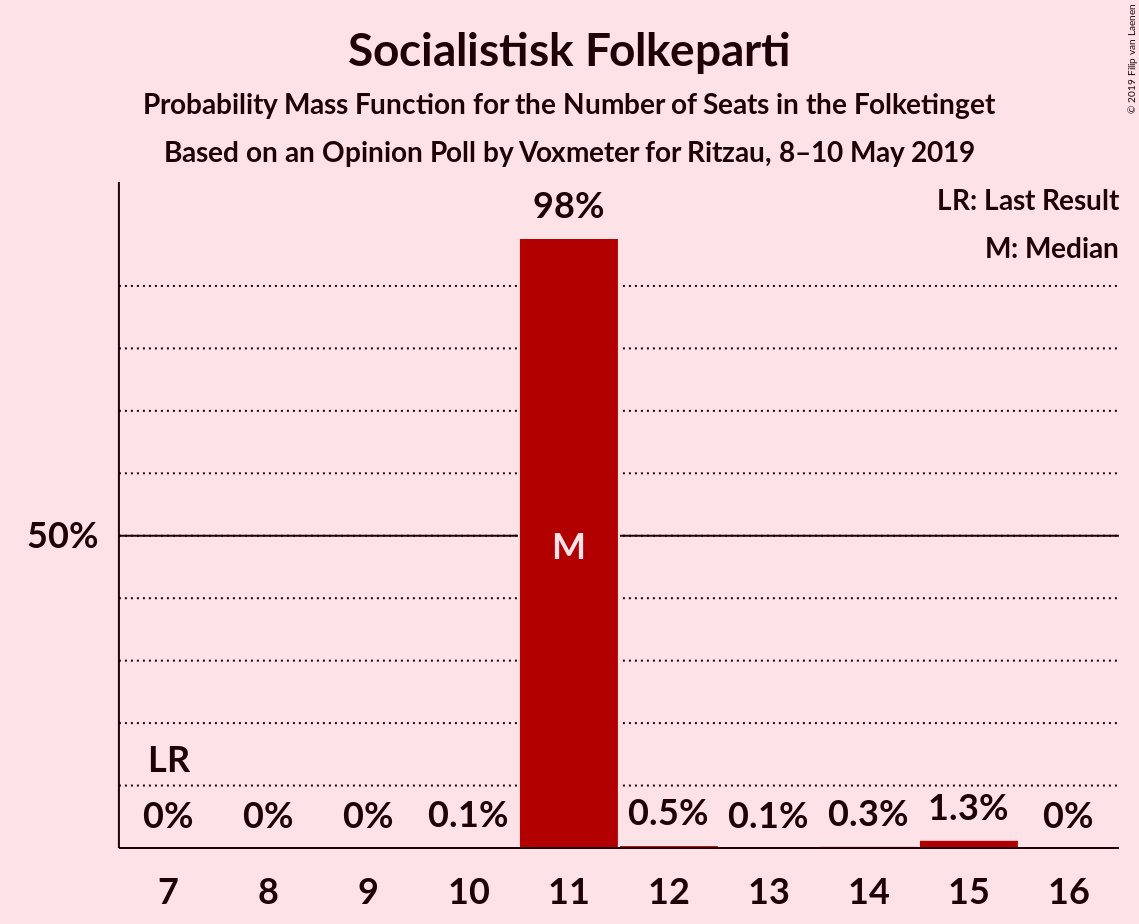 Socialistisk Folkeparti
Probability Mass Function for the Number of Seats in the Folketinget
Based on an Opinion Poll by Voxmeter for Ritzau, 8–10 May 2019
© 2019 Filip van Laenen
LR: Last Result
M: Median
98%
50%
M
LR
0% 0% 0% 0.1% 0.5% 0.1% 0.3% 1.3% 0%
7 8 9 10 11 12 13 14 15 16